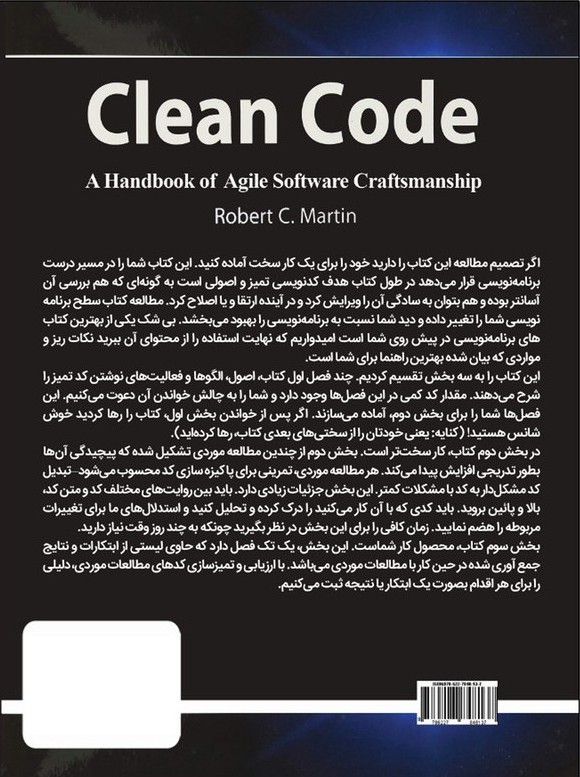 Clean Code
A Handbook of Agile Software Craftsmanship
Robert C. Martin
اگر تصمیم مطالعه این کتاب را دارید خود را برای یک کار سخت آماده کنید. این کتاب شما را در مسیر درست
برنامه‌نویسی قرار می‌دهد در طول کتاب هدف کدنویسی تمیز و اصولی است به گونه‌ای که هم بررسی آن
آسانتر بوده و هم بتوان به سادگی آن را ویرایش کرد و در آینده ارتقا و یا اصلاح کرد. مطالعه کتاب سطح برنامه
نویسی شما را تغییر داده و دید شما نسبت به برنامه‌نویسی را بهبود می‌بخشد. بی شک یکی از بهترین کتاب
های برنامه‌نویسی در پیش روی شما است امیدواریم که نهایت استفاده را از محتوای آن ببرید نکات ریز و
مواردی که بیان شده بهترین راهنما برای شما است.
این کتاب را به سه بخش تقسیم کردیم. چند فصل اول کتاب، اصول، الگوها و فعالیت‌های نوشتن کد تمیز را
شرح می‌دهند. مقدار کد کمی در این فصل‌ها وجود دارد و شما را به چالش خواندن آن دعوت می‌کنیم. این
فصل‌ها شما را برای بخش دوم، آماده می‌سازند. اگر پس از خواندن بخش اول، کتاب را رها کردید خوش
شانس هستید! (کنایه: یعنی خودتان را از سختی‌های بعدی کتاب، رها کرده‌اید).
در بخش دوم کتاب، کار سخت‌تر است. بخش دوم از چندین مطالعه موردی تشکیل شده که پیچیدگی آن‌ها
بطور تدریجی افزایش پیدا می‌کند. هر مطالعه موردی، تمرینی برای پاکیزه سازی کد محسوب می‌شود–تبدیل
کد مشکل‌دار به کد با مشکلات کمتر. این بخش جزئیات زیادی دارد. باید بین روایت‌های مختلف کد و متن کد،
بالا و پائین بروید. باید کدی که با آن کار می‌کنید را درک کرده و تحلیل کنید و استدلال‌های ما برای تغییرات
مربوطه را هضم نمایید. زمان کافی را برای این بخش در نظر بگیرید چونکه به چند روز وقت نیاز دارید.
بخش سوم کتاب، محصول کار شماست. این بخش، یک تک فصل دارد که حاوی لیستی از ابتکارات و نتایج
جمع آوری شده در حین کار با مطالعات موردی می‌باشد. با ارزیابی و تمیزسازی کدهای مطالعات موردی، دلیلی
را برای هر اقدام بصورت یک ابتکار یا نتیجه ثبت می‌کنیم.